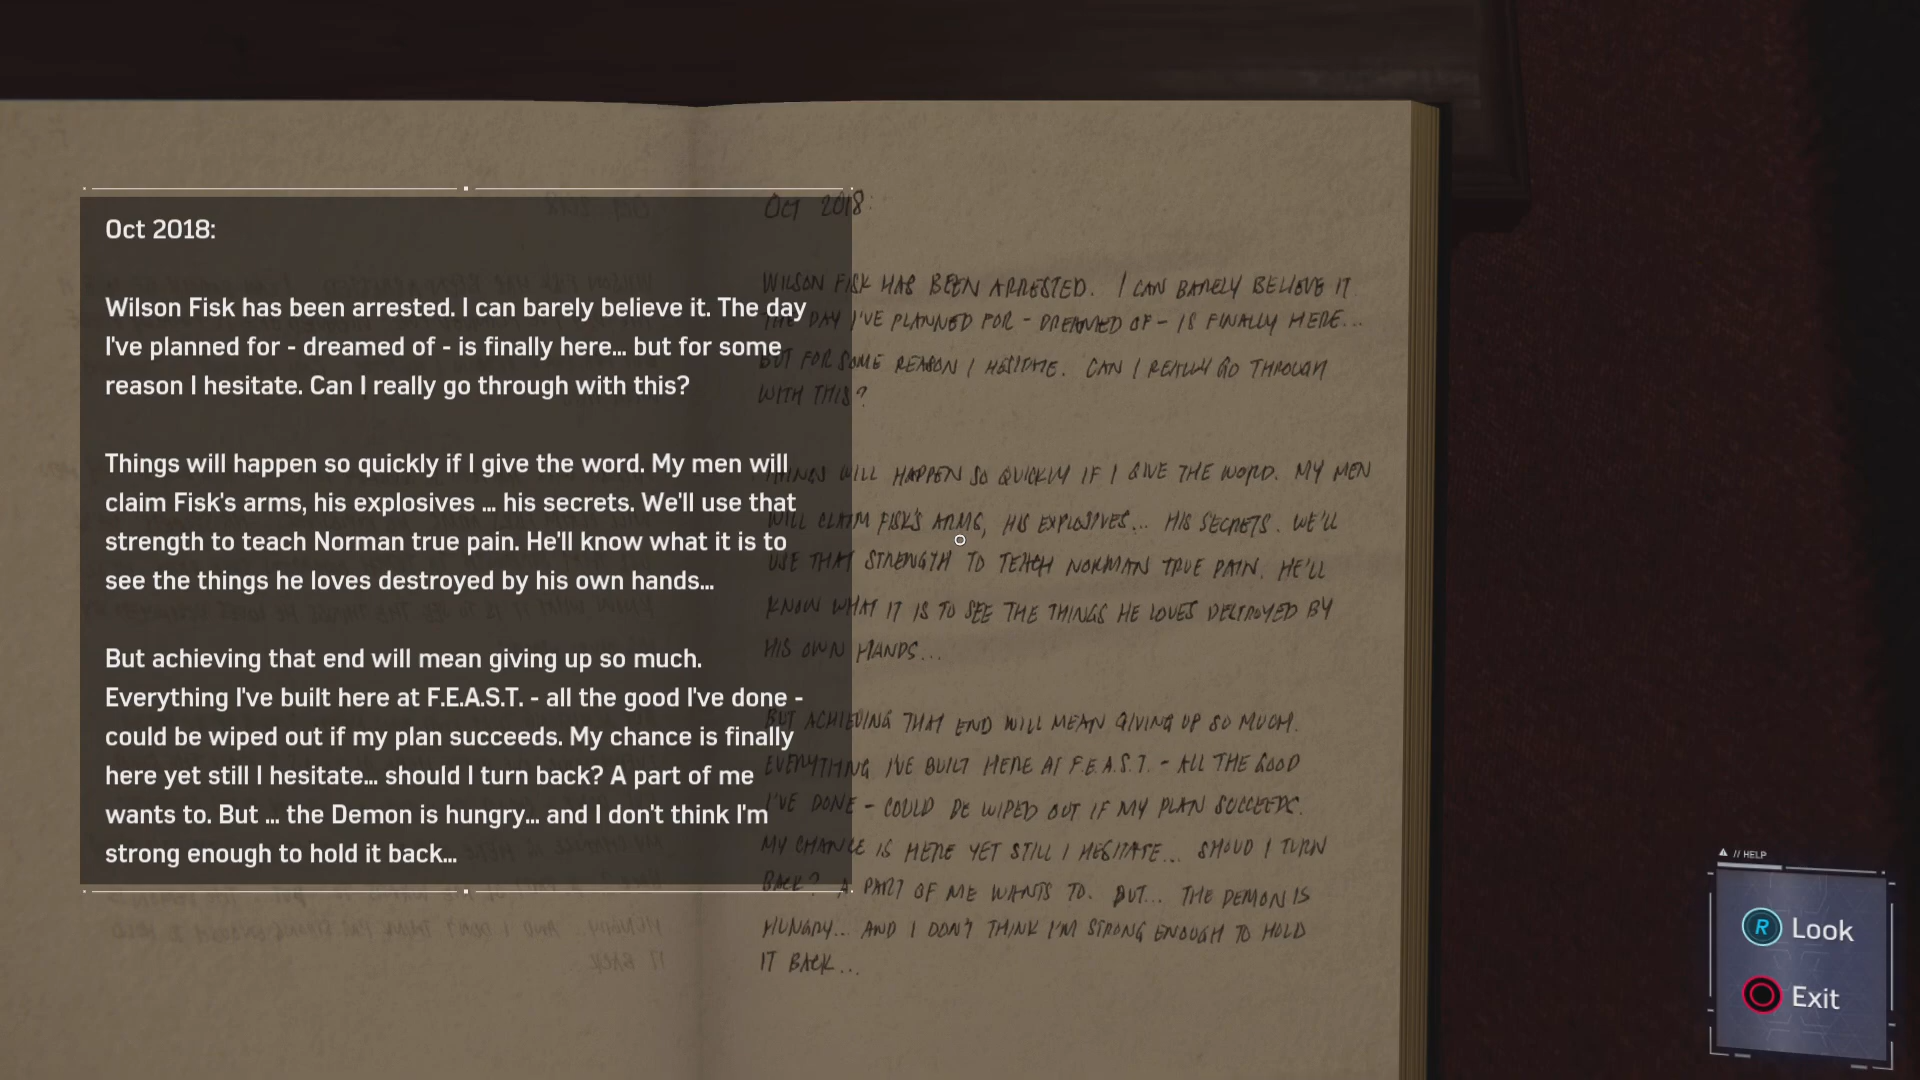 Oct 2018:
Wilson Fisk has been arrested. I can barely believe it. The day
I've planned for - dreamed of - is finally here... but for some
reason I hesitate. Can I really go through with this?
Things will happen so quickly if I give the word. My men will
claim Fisk's arms, his explosives ... his secrets. We'll use that
strength to teach Norman true pain. He'll know what it is to
see the things he loves destroyed by his own hands...
But achieving that end will mean giving up so much.
Everything I've built here at F.E.A.S.T. - all the good I've done -
could be wiped out if my plan succeeds. My chance is finally
here yet still I hesitate... should I turn back? A part of me
wants to. But ... the Demon is hungry... and I don't think I'm
strong enough to hold it back...
Oct 2018:
WILSON FISK HAS BEEN ARRESTED. I CAN BARELY BELIEVE IT
THE DAY I'VE PLANNED FOR - DREAMED OF - IS FINALLY HERE...
BUT FOR SOME REASON I HESITATE. CAN I REALLY GO THROUGH
WITH THIS?
THINGS WILL HAPPEN SO QUICKLY IF I GIVE THE WORD. MY MEN
WILL CLAIM FISK'S ARMS, HIS EXPLOSIVES... HIS SECRETS. WE'LL
USE THAT STRENGTH TO TEACH NORMAN TRUE PAIN. HE'LL
KNOW WHAT IT IS TO SEE THE THINGS HE LOVES DESTROYED BY
HIS OWN HANDS...
BUT ACHIEVING THAT END WILL MEAN GIVING UP SO MUCH.
EVERYTHING I'VE BUILT HERE AT F.E.A.S.T. - ALL THE GOOD
I'VE DONE - COULD BE WIPED OUT IF MY PLAN SUCCEEDS.
MY CHANCE IS HERE YET STILL I HESITATE... SHOUD I TURN
BACK? A PART OF ME WANTS TO. BUT... THE DEMON IS
HUNGRY... AND I DON'T THINK I'M STRONG ENOUGH TO HOLD
IT BACK...
// HELP
R Look
Exit